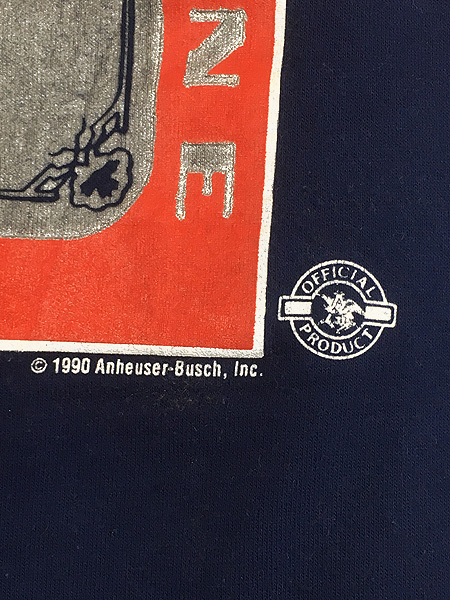 N
E
OFFICIAL
PRODUCT
© 1990 Anheuser-Busch, Inc.